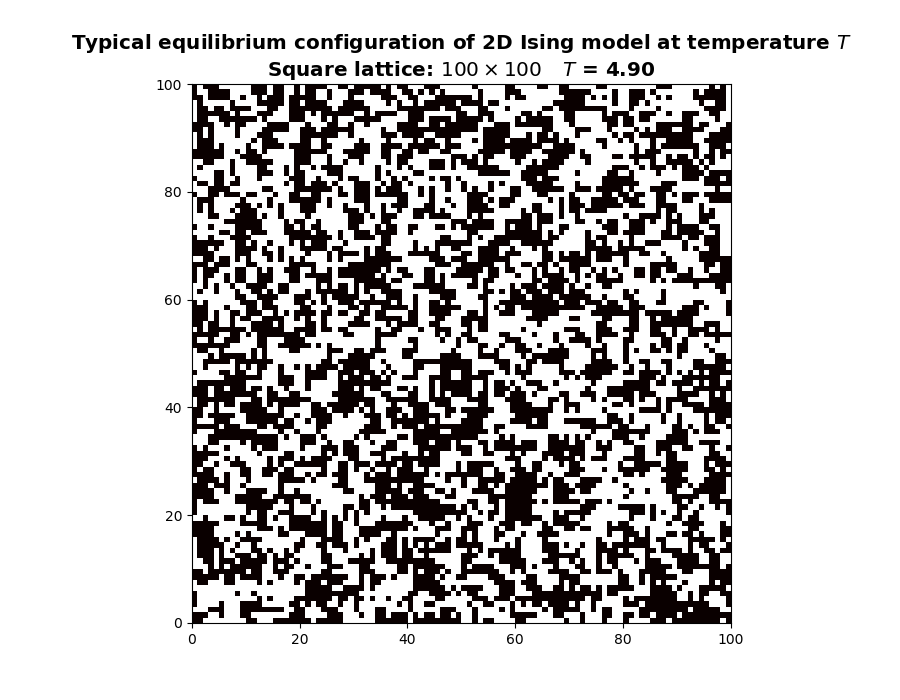 Typical equilibrium configuration of 2D Ising model at temperature T
Square lattice: 100 × 100 T = 4.90
100
80
60
40
20
0
0 20 40 60 80 100